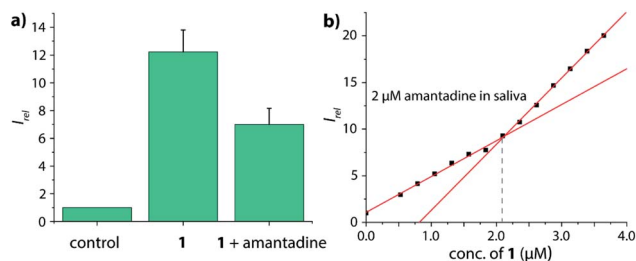 a)
I_rel
14
12
10
8
6
4
2
0
control
1
1 + amantadine
b)
I_rel
20
15
10
5
0
2 μM amantadine in saliva
0.0 1.0 2.0 3.0 4.0
conc. of 1 (μM)